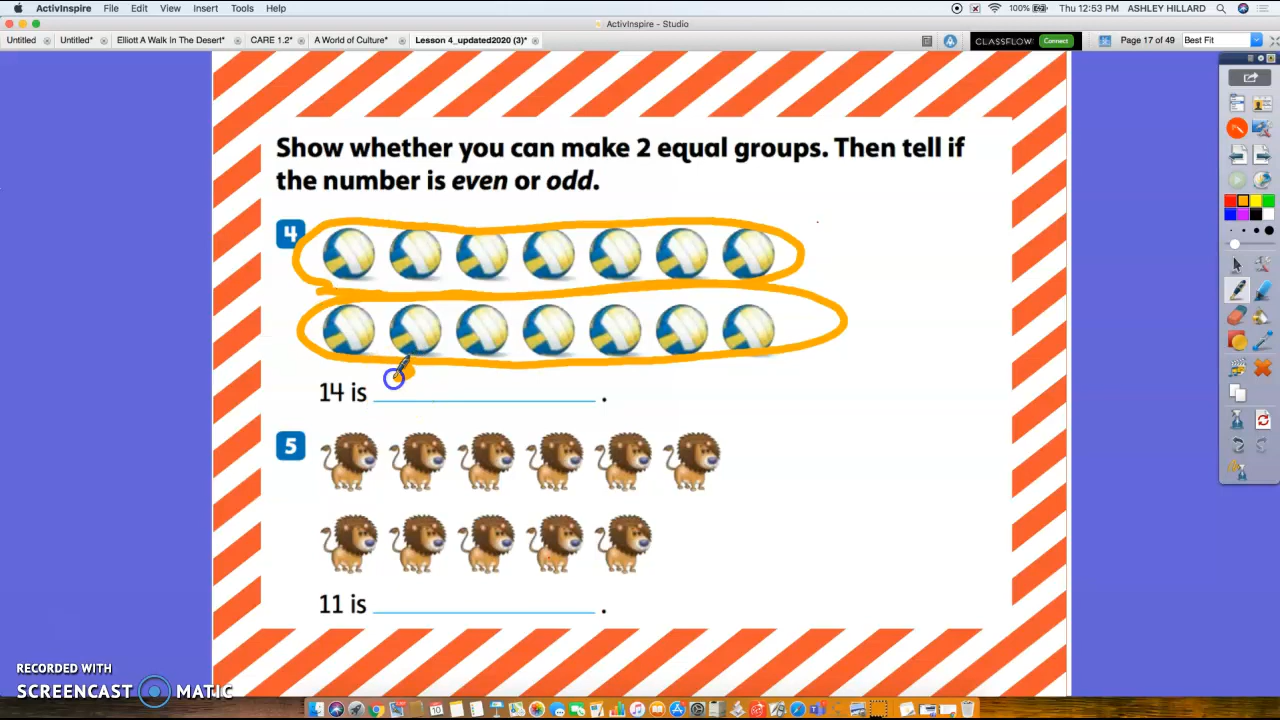 ActivInspire File Edit View Insert Tools Help 100% Thu 12:53 PM ASHLEY HILLARD
ActivInspire - Studio
Untitled Untitled* Elliott A Walk In The Desert* CARE 1.2* A World of Culture* Lesson 4_updated2020 (3)* CLASSFLOW Connect Page 17 of 49 Best Fit
Show whether you can make 2 equal groups. Then tell if
the number is even or odd.
4
14 is .
5
11 is .
RECORDED WITH
SCREENCAST MATIC